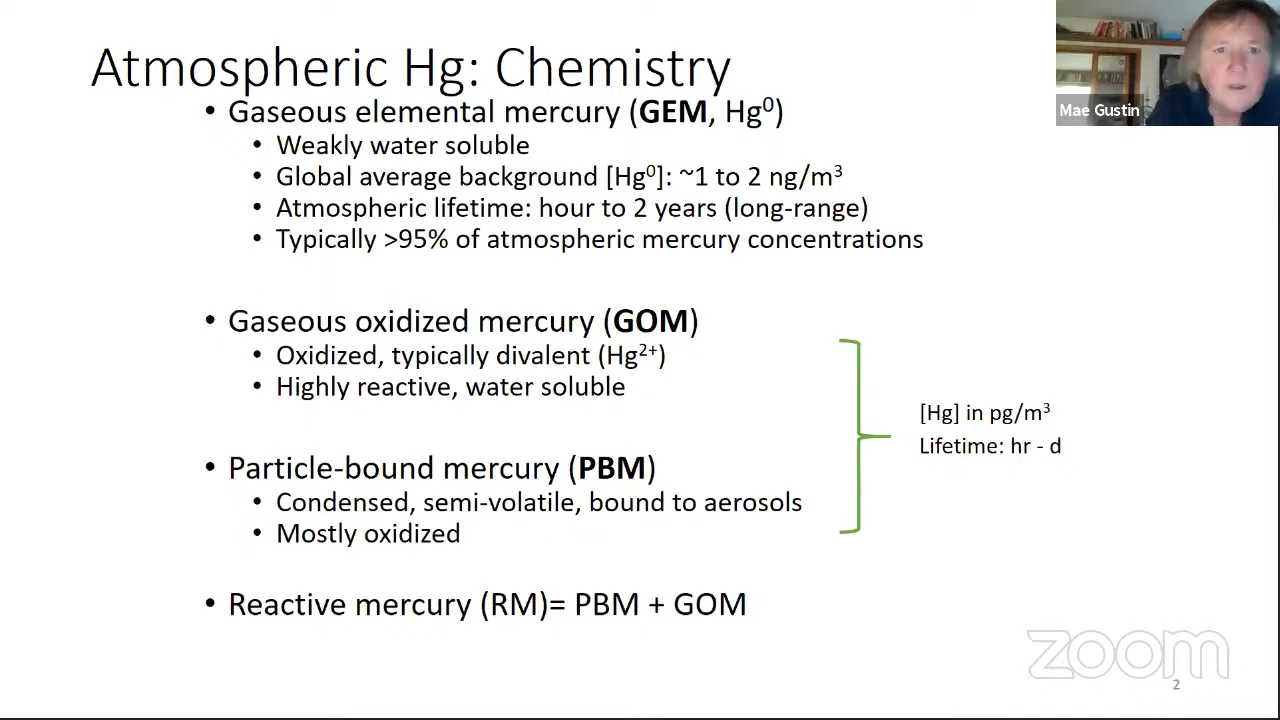 Atmospheric Hg: Chemistry
Mae Gustin
• Gaseous elemental mercury (GEM, Hg⁰)
• Weakly water soluble
• Global average background [Hg⁰]: ~1 to 2 ng/m³
• Atmospheric lifetime: hour to 2 years (long-range)
• Typically >95% of atmospheric mercury concentrations
• Gaseous oxidized mercury (GOM)
• Oxidized, typically divalent (Hg²⁺)
• Highly reactive, water soluble
[Hg] in pg/m³
Lifetime: hr - d
• Particle-bound mercury (PBM)
• Condensed, semi-volatile, bound to aerosols
• Mostly oxidized
• Reactive mercury (RM)= PBM + GOM
zoom
2